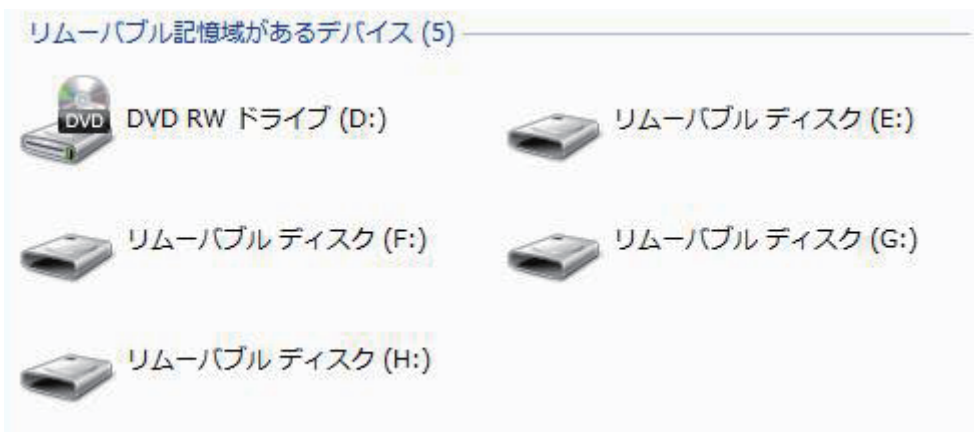 リムーバブル記憶域があるデバイス (5)
DVD RW ドライブ (D:)
DVD
リムーバブル ディスク (E:)
リムーバブル ディスク (F:)
リムーバブル ディスク (G:)
リムーバブル ディスク (H:)